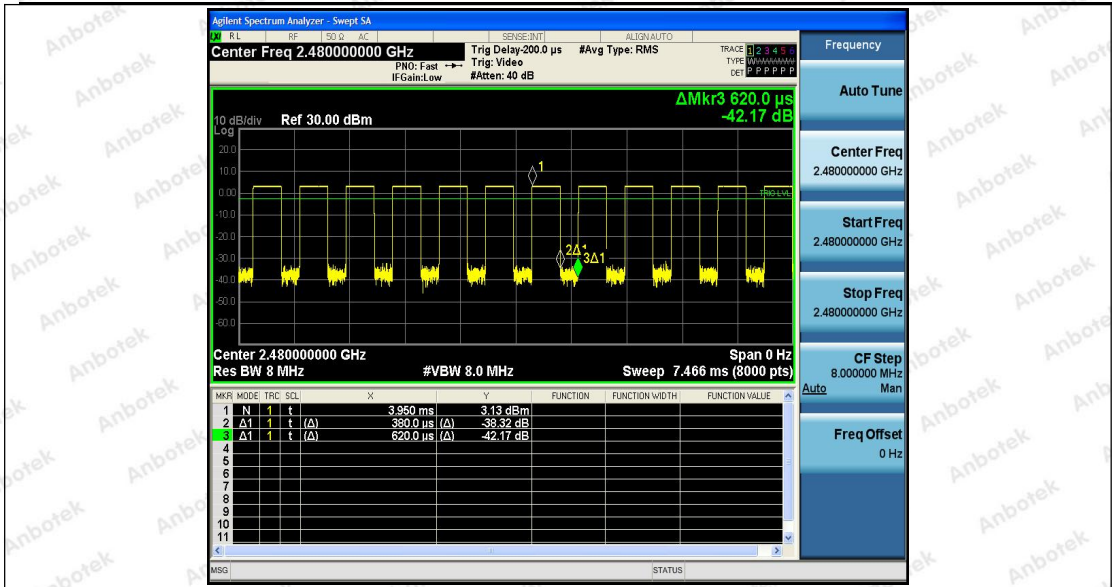 Agilent Spectrum Analyzer - Swept SA
LXI RL RF 50 Ω AC SENSE:INT ALIGNAUTO
Center Freq 2.480000000 GHz
PNO: Fast
IFGain:Low
Trig Delay-200.0 µs
Trig: Video
#Atten: 40 dB
#Avg Type: RMS
TRACE 1 2 3 4 5 6
TYPE W
DET P P P P P P
ΔMkr3 620.0 µs
-42.17 dB
10 dB/div Ref 30.00 dBm
Log
20.0
10.0
0.00
-10.0
-20.0
-30.0
-40.0
-50.0
-60.0
1
TRIG LVL
2Δ1
3Δ1
Center 2.480000000 GHz Span 0 Hz
Res BW 8 MHz #VBW 8.0 MHz Sweep 7.466 ms (8000 pts)
MKR MODE TRC SCL X Y FUNCTION FUNCTION WIDTH FUNCTION VALUE
1 N 1 t 3.950 ms 3.13 dBm
2 Δ1 1 t (Δ) 380.0 µs (Δ) -38.32 dB
3 Δ1 1 t (Δ) 620.0 µs (Δ) -42.17 dB
4
5
6
7
8
9
10
11
MSG STATUS
Frequency
Auto Tune
Center Freq
2.480000000 GHz
Start Freq
2.480000000 GHz
Stop Freq
2.480000000 GHz
CF Step
8.000000 MHz
Auto Man
Freq Offset
0 Hz
Anbotek